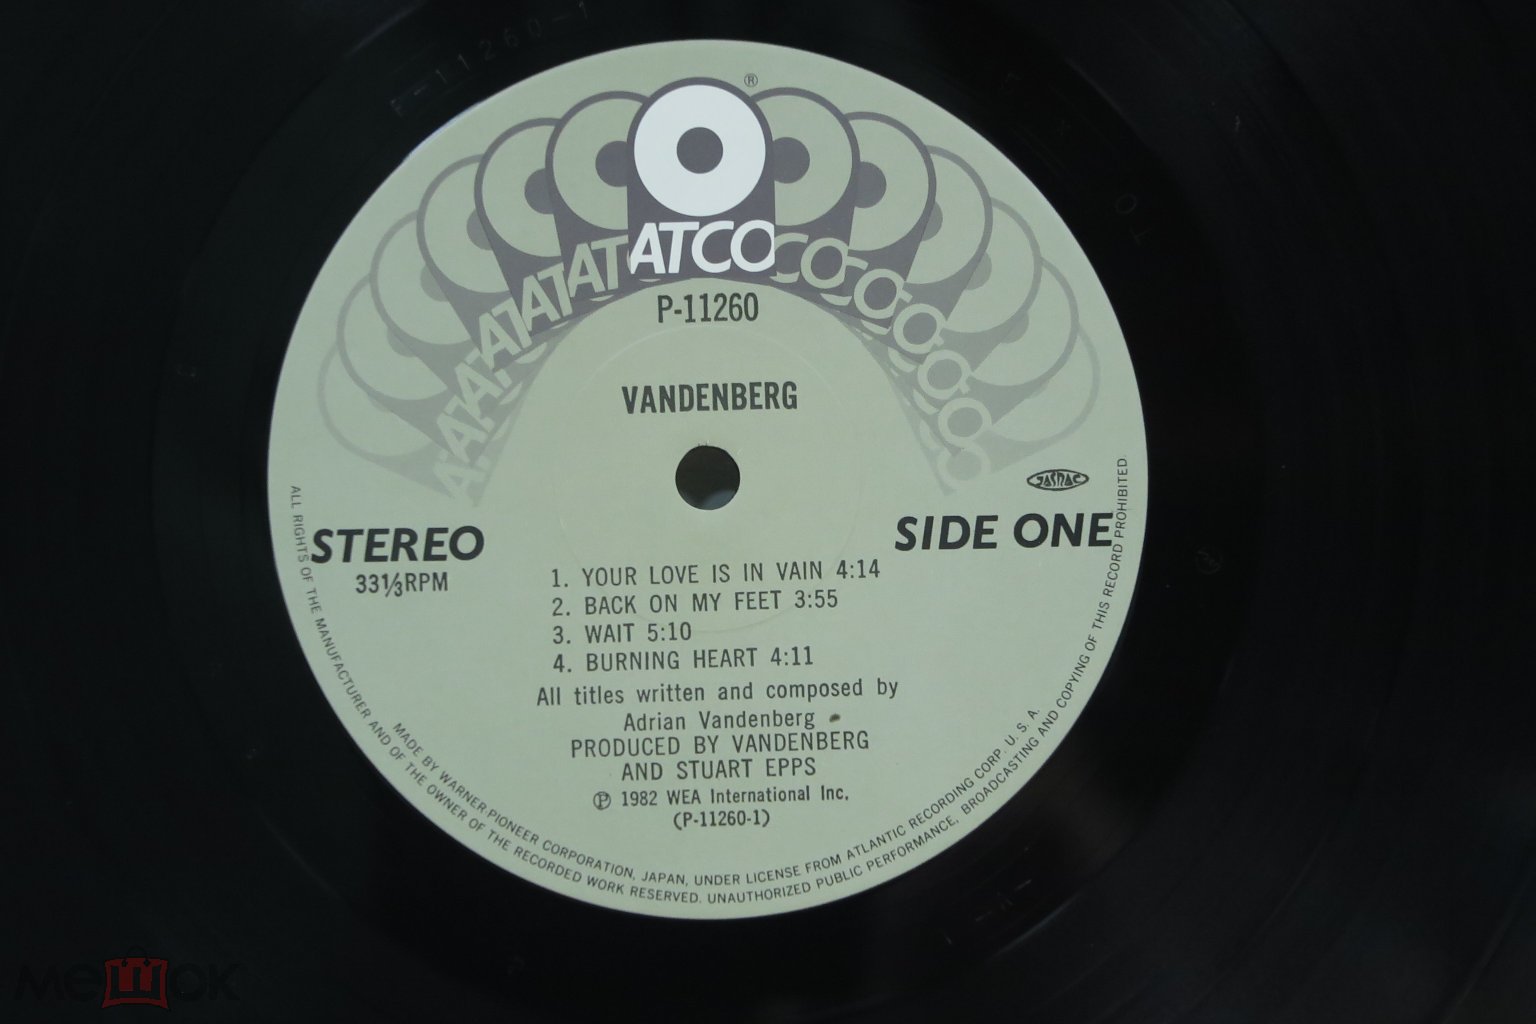 P-11260-1
®
ATCO
P-11260
VANDENBERG
JASRAC
STEREO
SIDE ONE
33⅓RPM
1. YOUR LOVE IS IN VAIN 4:14
2. BACK ON MY FEET 3:55
3. WAIT 5:10
4. BURNING HEART 4:11
All titles written and composed by
Adrian Vandenberg
PRODUCED BY VANDENBERG
AND STUART EPPS
℗ 1982 WEA International Inc.
(P-11260-1)
MADE BY WARNER-PIONEER CORPORATION, JAPAN, UNDER LICENSE FROM ATLANTIC RECORDING CORP. U. S. A.
ALL RIGHTS OF THE MANUFACTURER AND OF THE OWNER OF THE RECORDED WORK RESERVED. UNAUTHORIZED PUBLIC PERFORMANCE, BROADCASTING AND COPYING OF THIS RECORD PROHIBITED.
мешок